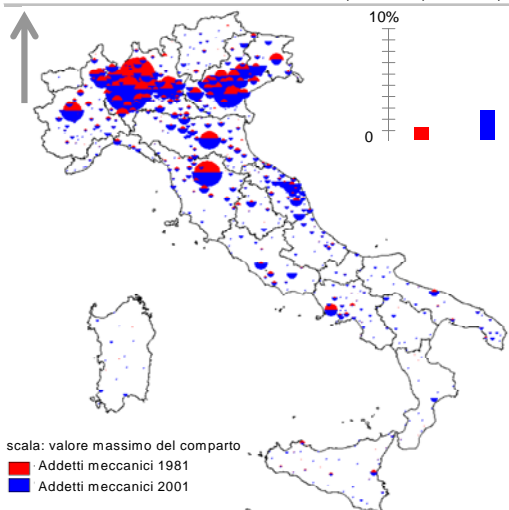 10%
0
scala: valore massimo del comparto
Addetti meccanici 1981
Addetti meccanici 2001